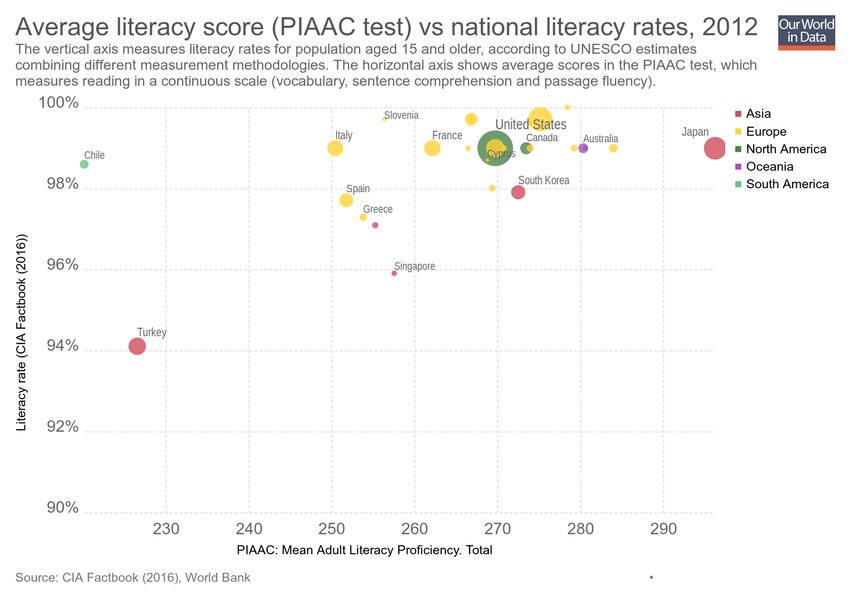 Average literacy score (PIAAC test) vs national literacy rates, 2012
Our World
in Data
The vertical axis measures literacy rates for population aged 15 and older, according to UNESCO estimates
combining different measurement methodologies. The horizontal axis shows average scores in the PIAAC test, which
measures reading in a continuous scale (vocabulary, sentence comprehension and passage fluency).
100%
98%
96%
94%
92%
90%
Literacy rate (CIA Factbook (2016))
Slovenia
United States
Italy
France
Canada
Australia
Japan
Chile
Cyprus
South Korea
Spain
Greece
Singapore
Turkey
Asia
Europe
North America
Oceania
South America
230 240 250 260 270 280 290
PIAAC: Mean Adult Literacy Proficiency. Total
Source: CIA Factbook (2016), World Bank